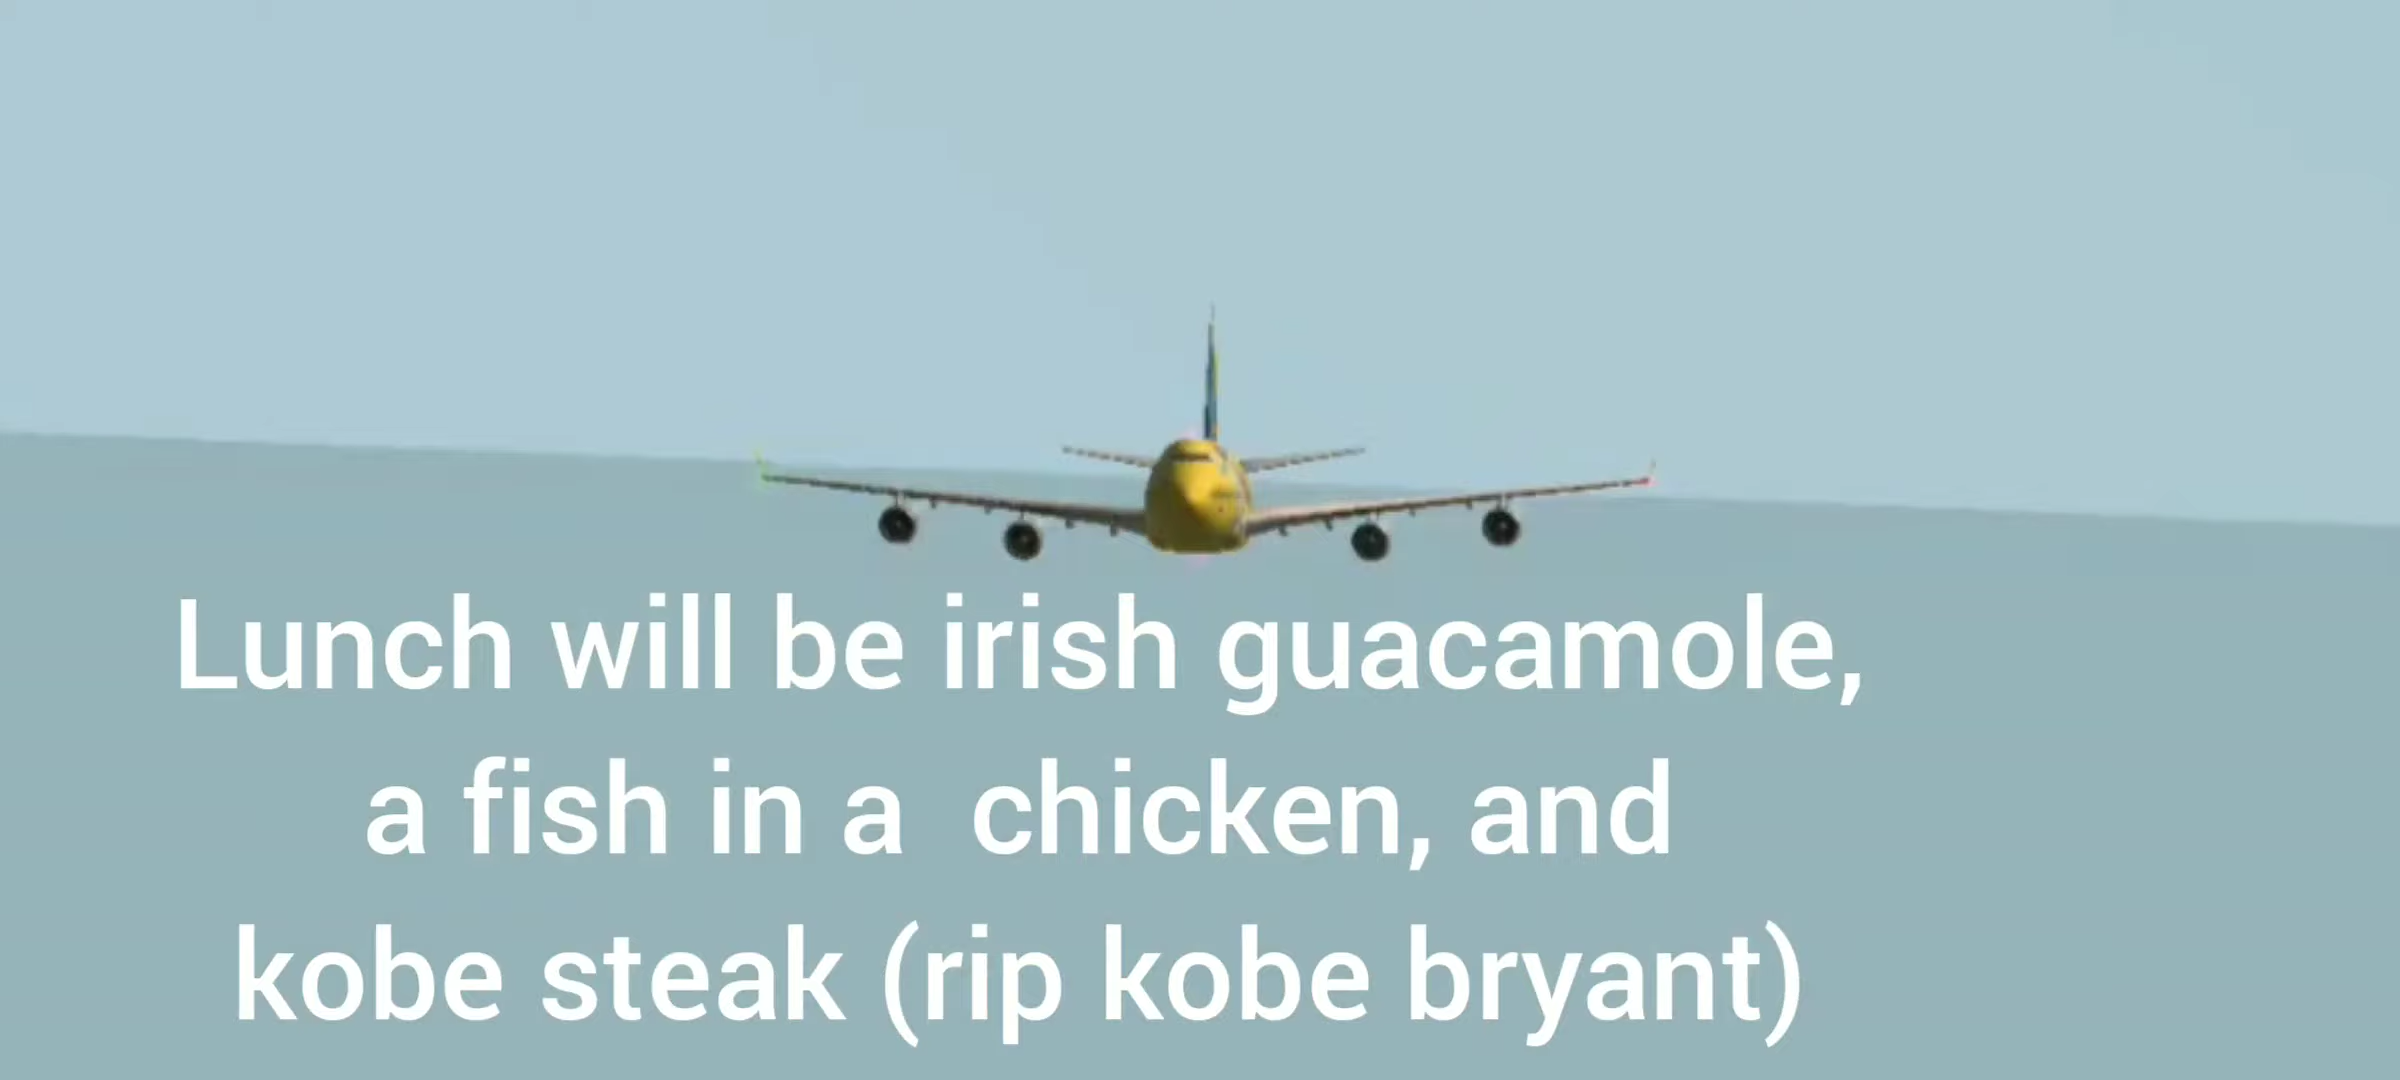 Lunch will be irish guacamole,
a fish in a  chicken, and
kobe steak (rip kobe bryant)